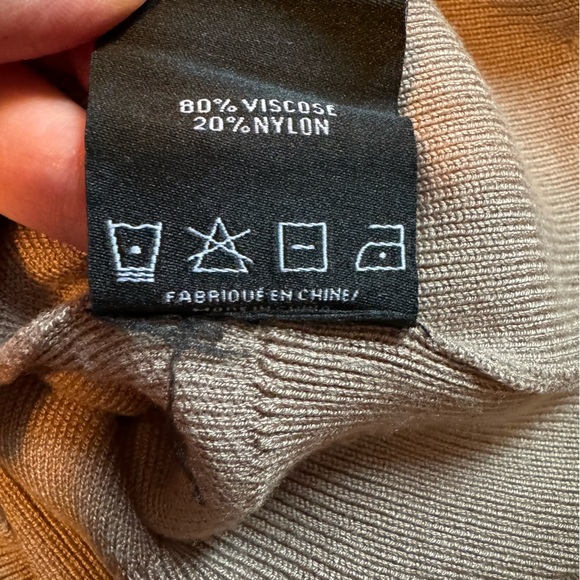 80% VISCOSE
20% NYLON
FABRIQUÉ EN CHINE/